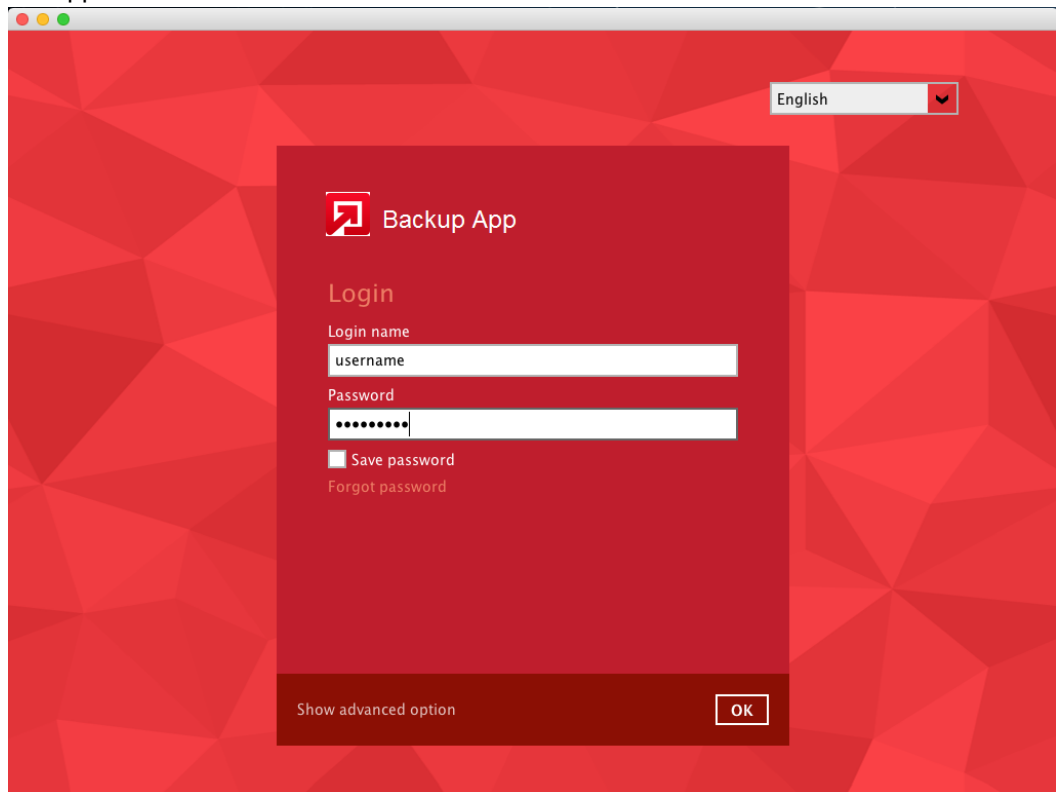 English
Backup App
Login
Login name
username
Password
•••••••••
Save password
Forgot password
Show advanced option
OK